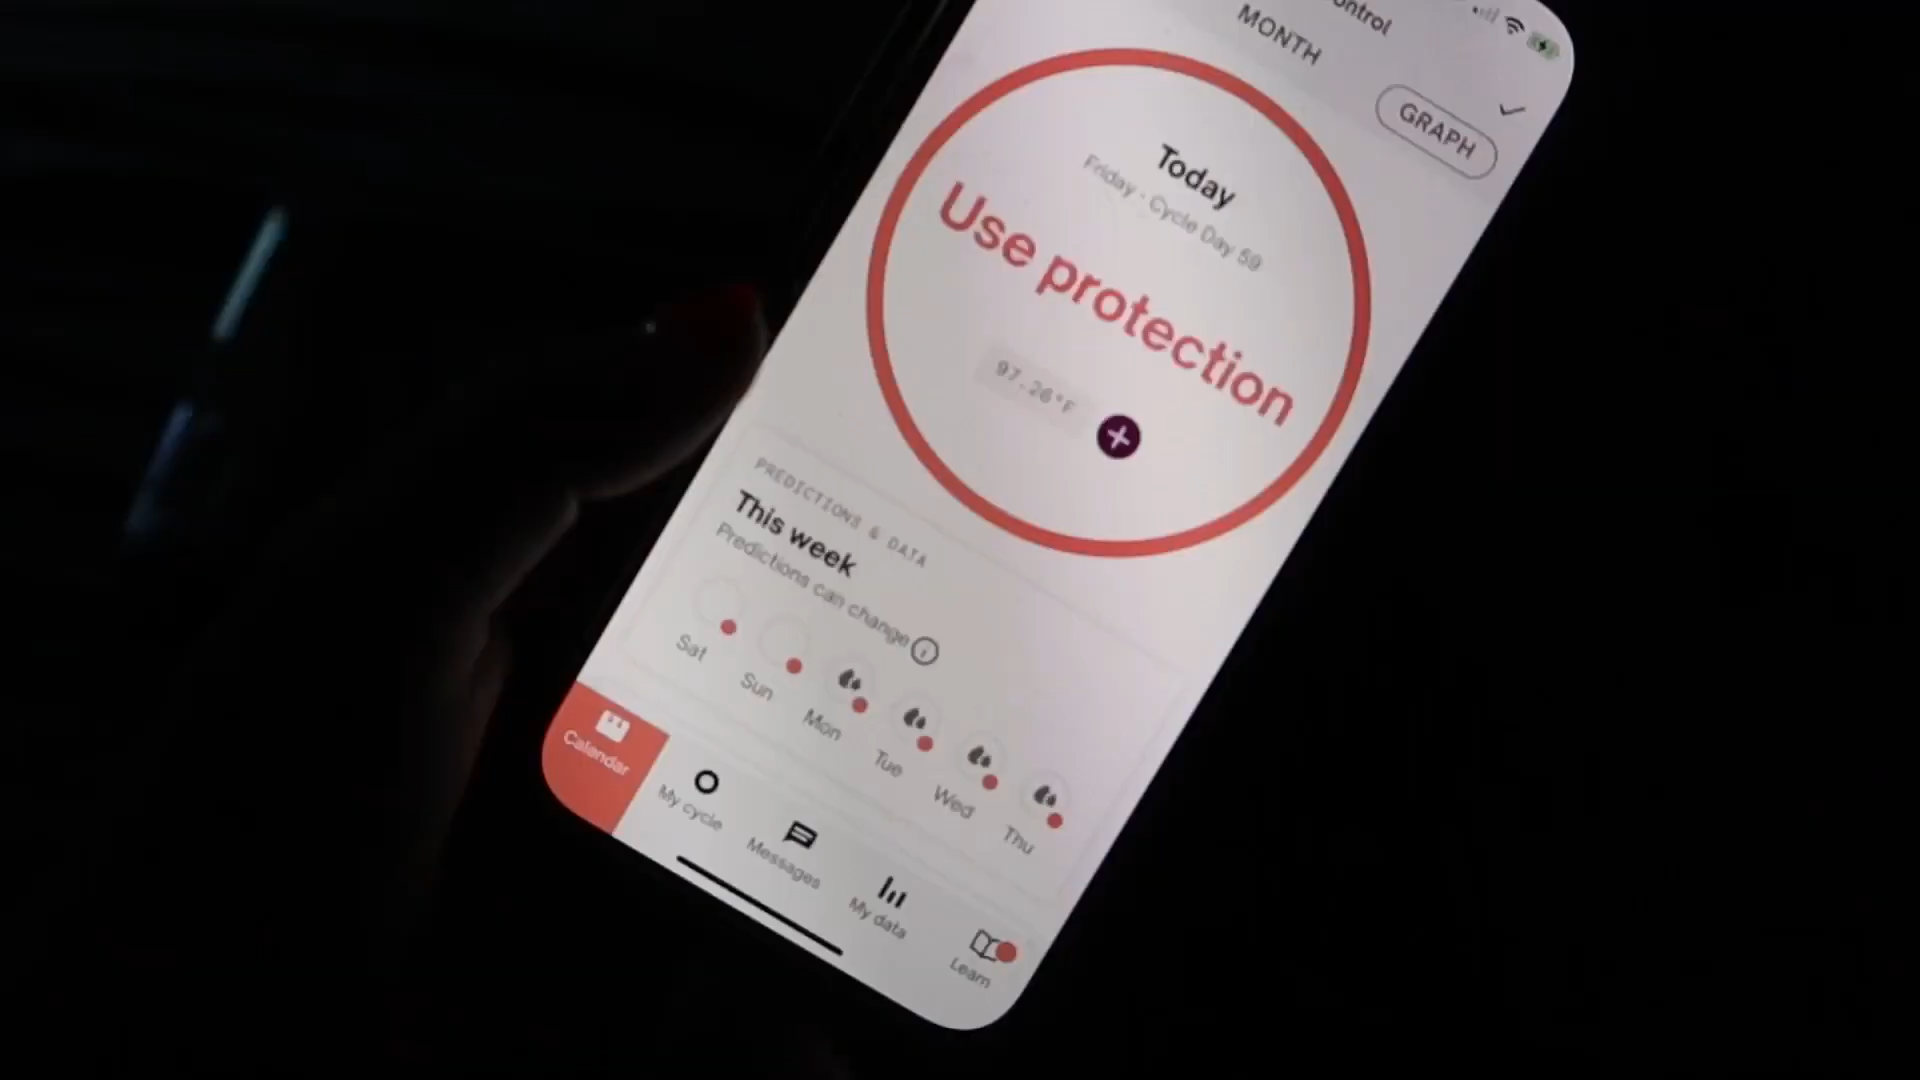 ontrol
MONTH
GRAPH
Today
Friday · Cycle Day 59
Use protection
97.26°F
PREDICTIONS & DATA
This week
Predictions can change
Sat
Sun
Mon
Tue
Wed
Thu
Calendar
My cycle
Messages
My data
Learn